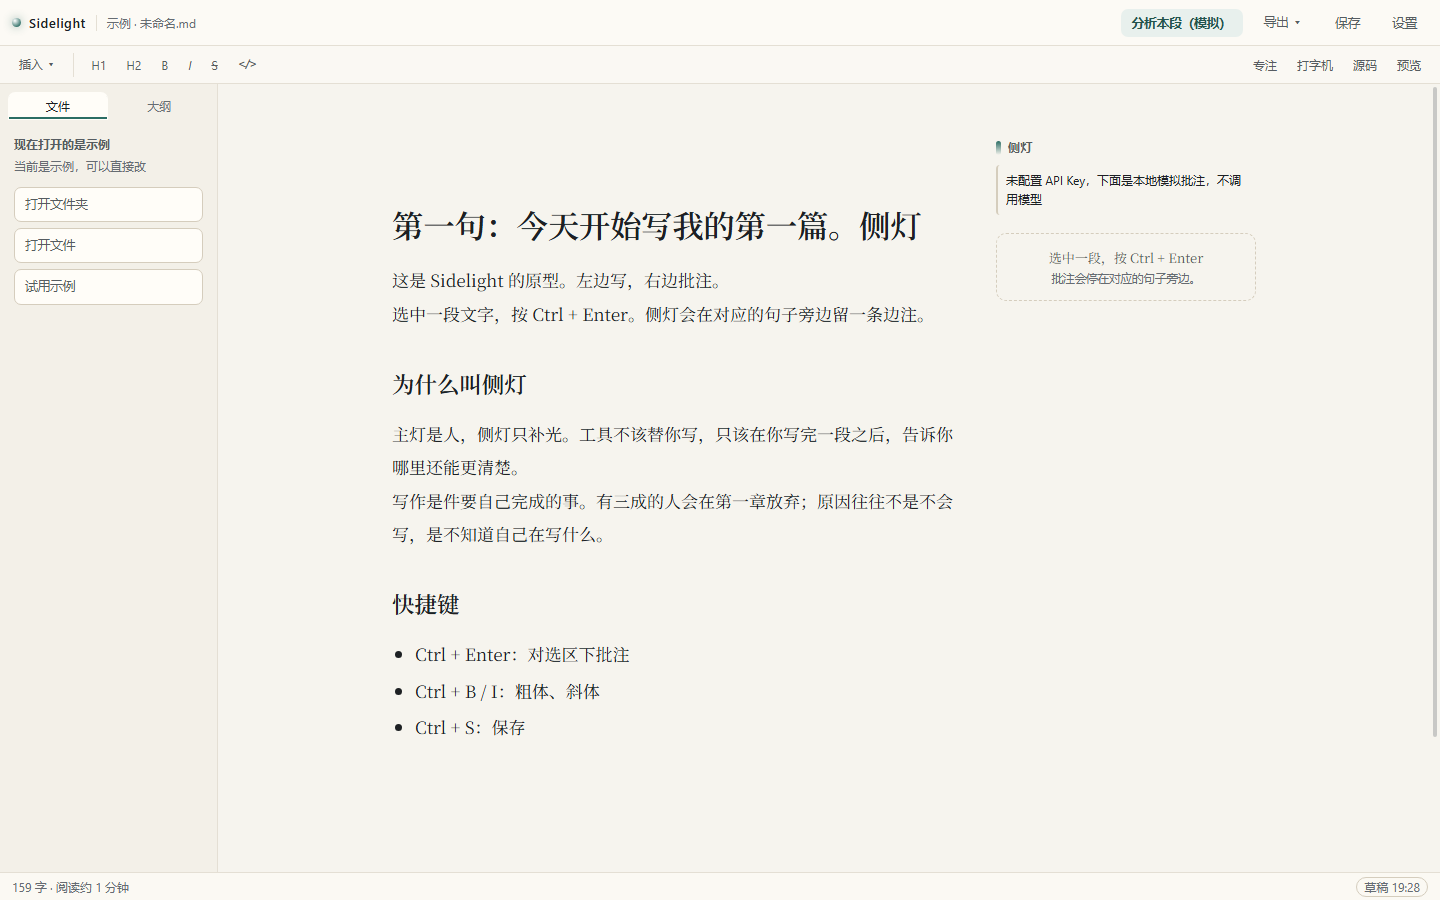 Sidelight
示例 · 未命名.md
分析本段（模拟）
导出
保存
设置
插入
H1
H2
B
I
S
</>
专注
打字机
源码
预览
文件
大纲
现在打开的是示例
当前是示例，可以直接改
打开文件夹
打开文件
试用示例
第一句：今天开始写我的第一篇。侧灯
这是 Sidelight 的原型。左边写，右边批注。
选中一段文字，按 Ctrl + Enter。侧灯会在对应的句子旁边留一条边注。
为什么叫侧灯
主灯是人，侧灯只补光。工具不该替你写，只该在你写完一段之后，告诉你
哪里还能更清楚。
写作是件要自己完成的事。有三成的人会在第一章放弃；原因往往不是不会
写，是不知道自己在写什么。
快捷键
Ctrl + Enter：对选区下批注
Ctrl + B / I：粗体、斜体
Ctrl + S：保存
侧灯
未配置 API Key，下面是本地模拟批注，不调
用模型
选中一段，按 Ctrl + Enter
批注会停在对应的句子旁边。
159 字 · 阅读约 1 分钟
草稿 19:28